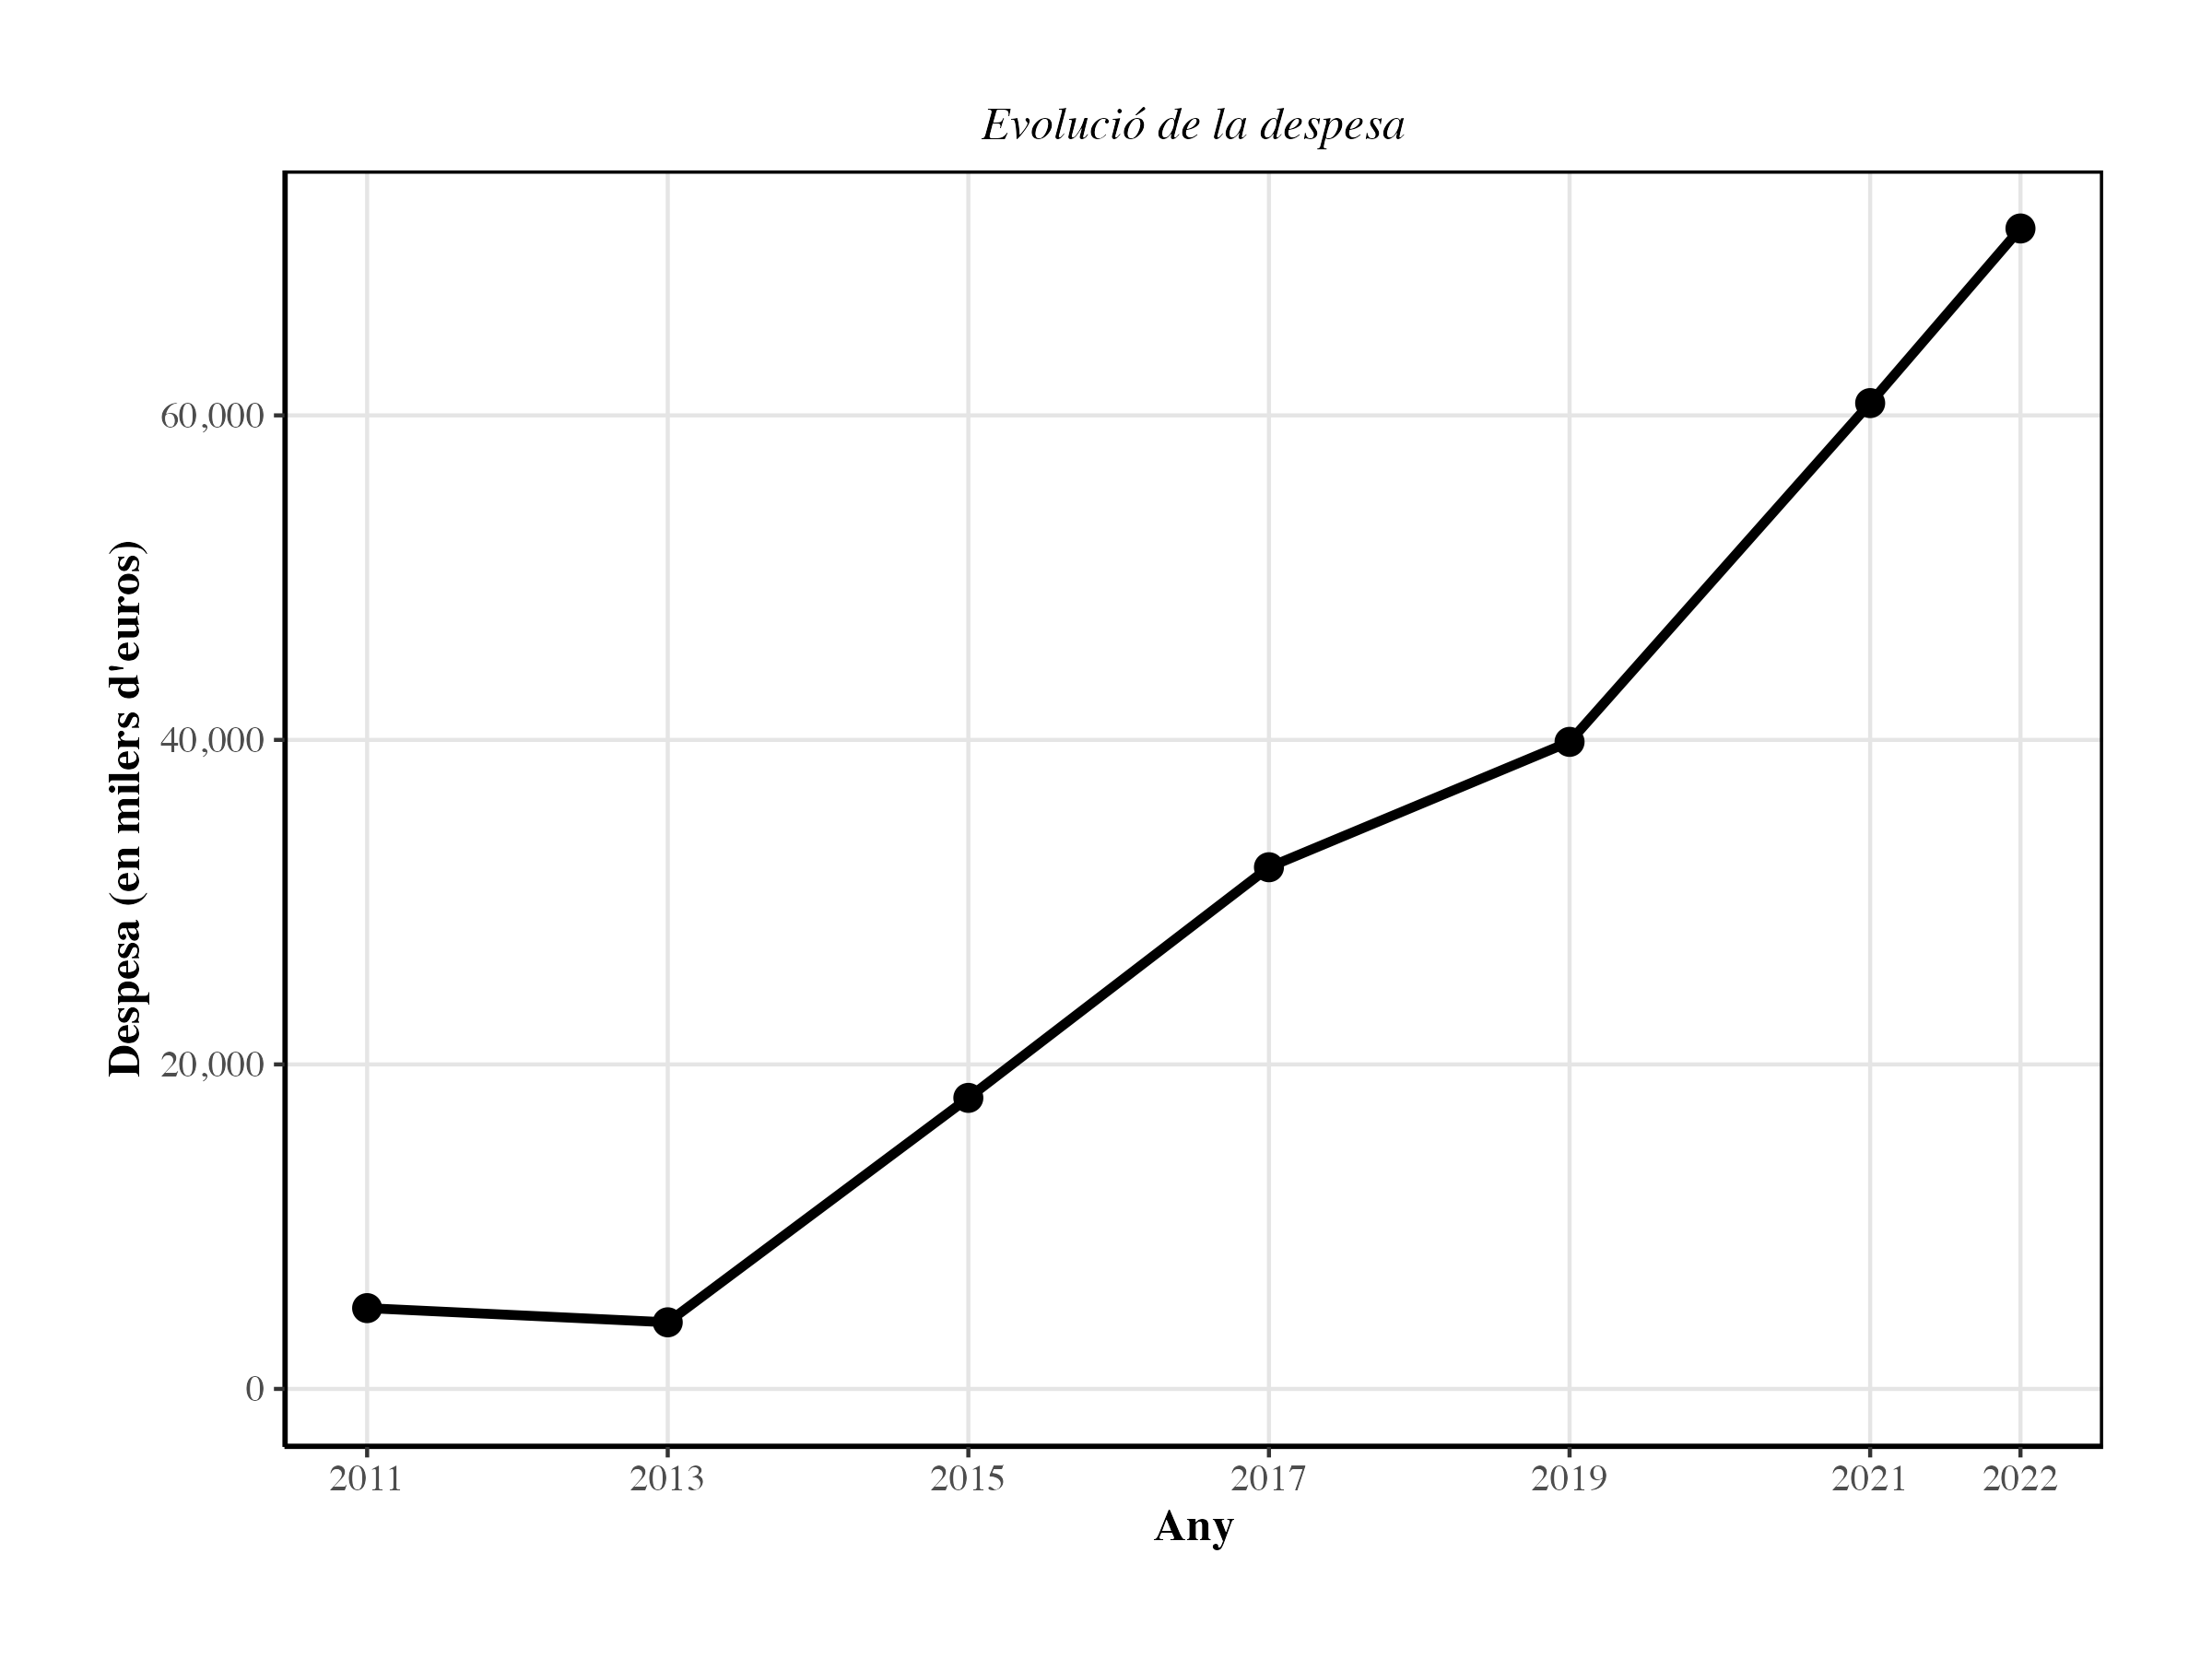 Evolució de la despesa
Despesa (en milers d'euros)
60,000
40,000
20,000
0
2011 2013 2015 2017 2019 2021 2022
Any